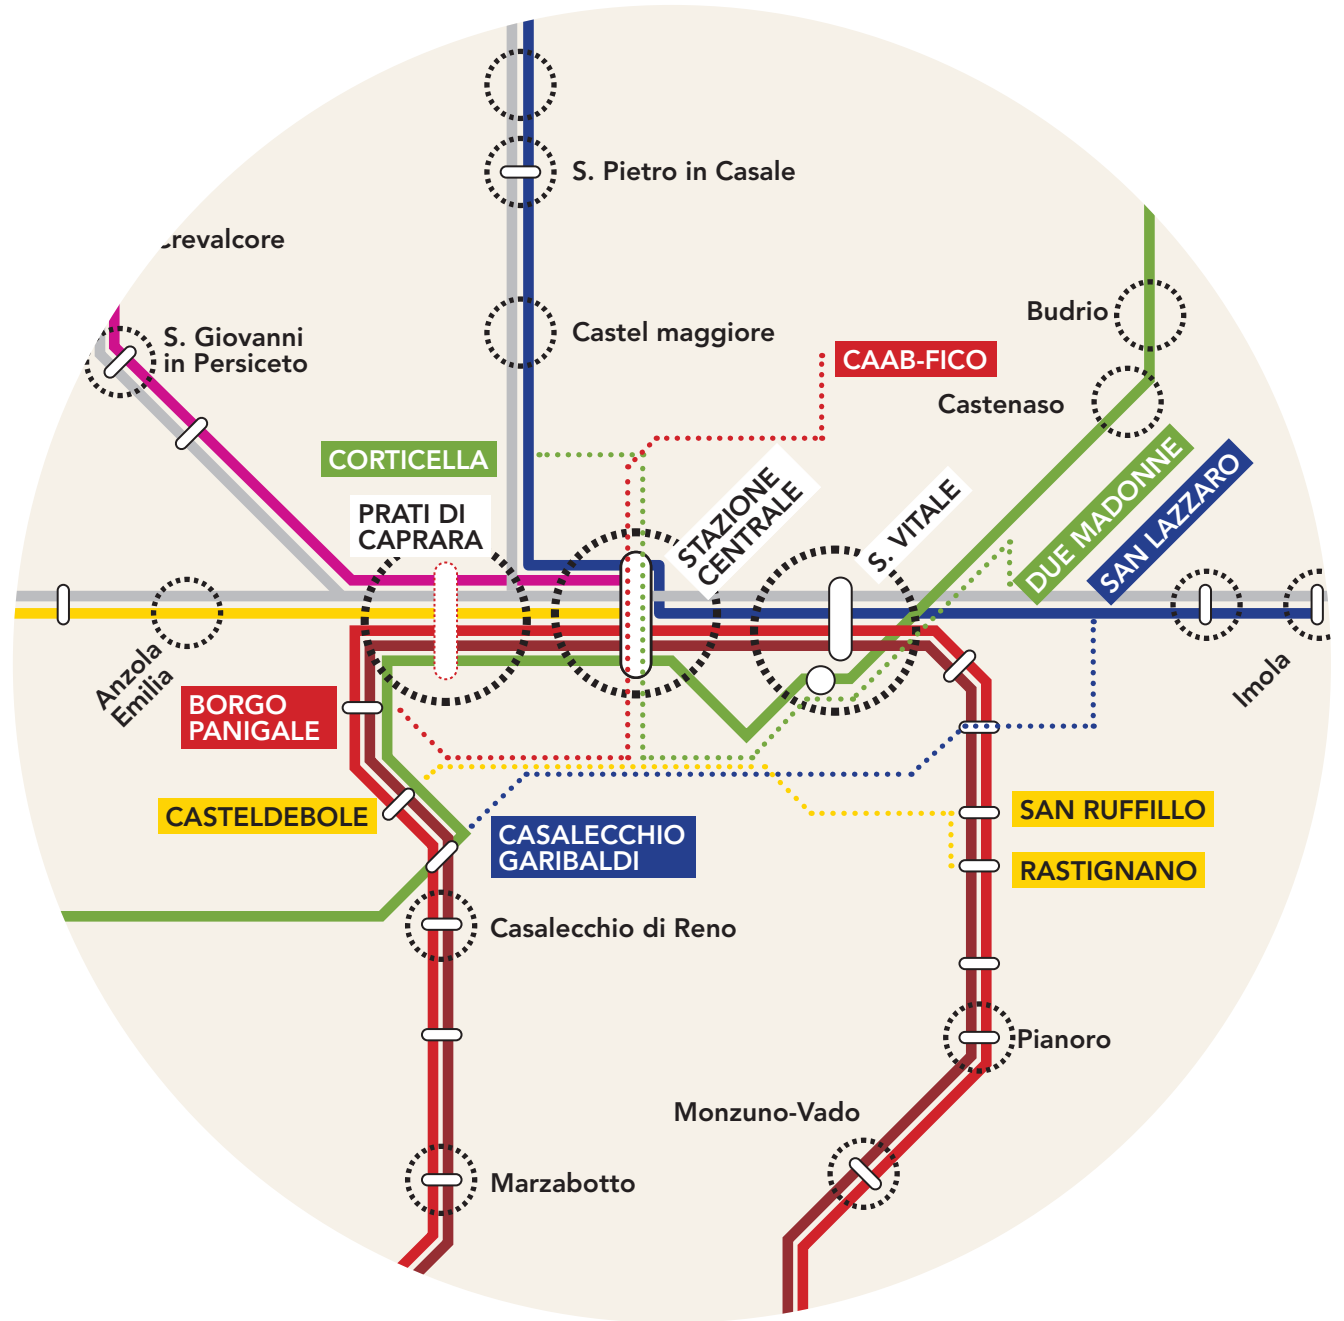 S. Pietro in Casale
revalcore
S. Giovanni
in Persiceto
Castel maggiore
Budrio
CAAB-FICO
Castenaso
CORTICELLA
PRATI DI
CAPRARA
STAZIONE
CENTRALE
S. VITALE
DUE MADONNE
SAN LAZZARO
Anzola
Emilia
Imola
BORGO
PANIGALE
CASTELDEBOLE
CASALECCHIO
GARIBALDI
SAN RUFFILLO
RASTIGNANO
Casalecchio di Reno
Pianoro
Monzuno-Vado
Marzabotto